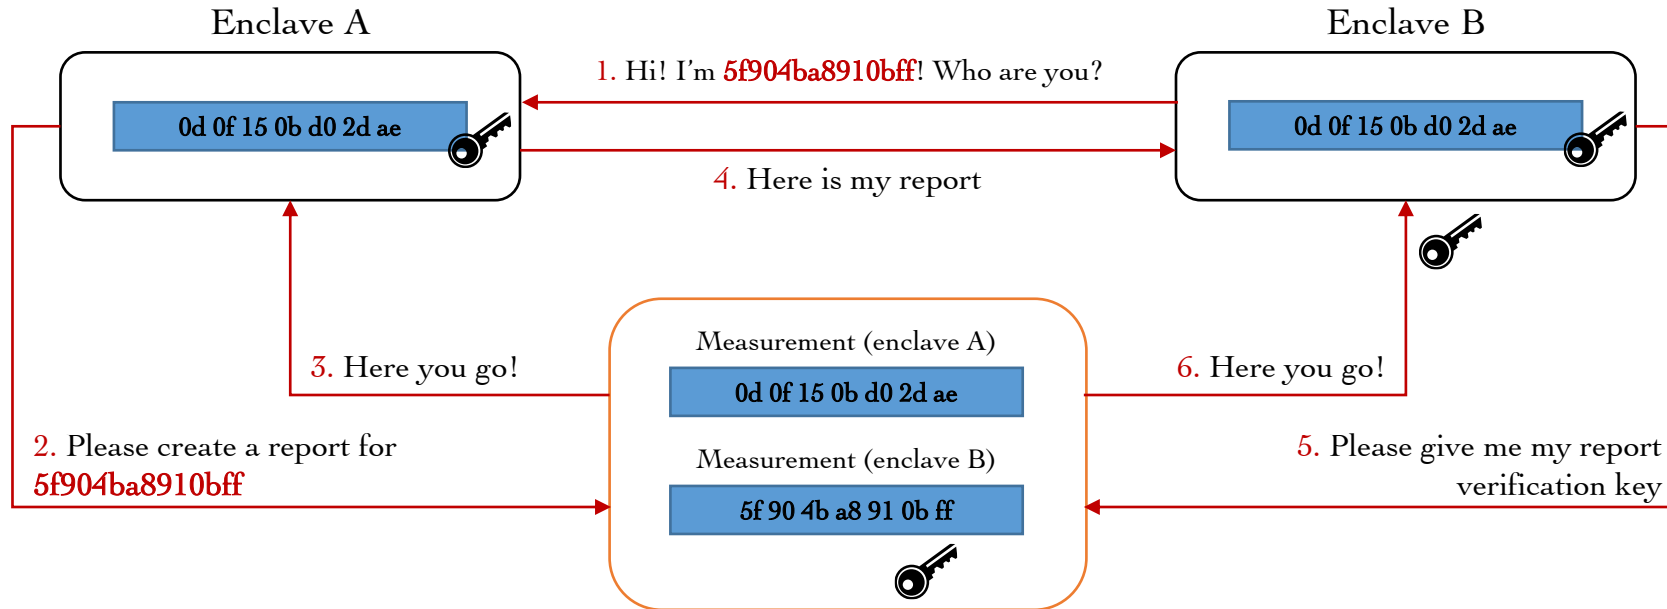 Enclave A
Enclave B
1. Hi! I'm 5f904ba8910bff! Who are you?
0d 0f 15 0b d0 2d ae
0d 0f 15 0b d0 2d ae
4. Here is my report
Measurement (enclave A)
3. Here you go!
6. Here you go!
0d 0f 15 0b d0 2d ae
2. Please create a report for
5f904ba8910bff
Measurement (enclave B)
5f 90 4b a8 91 0b ff
5. Please give me my report
verification key